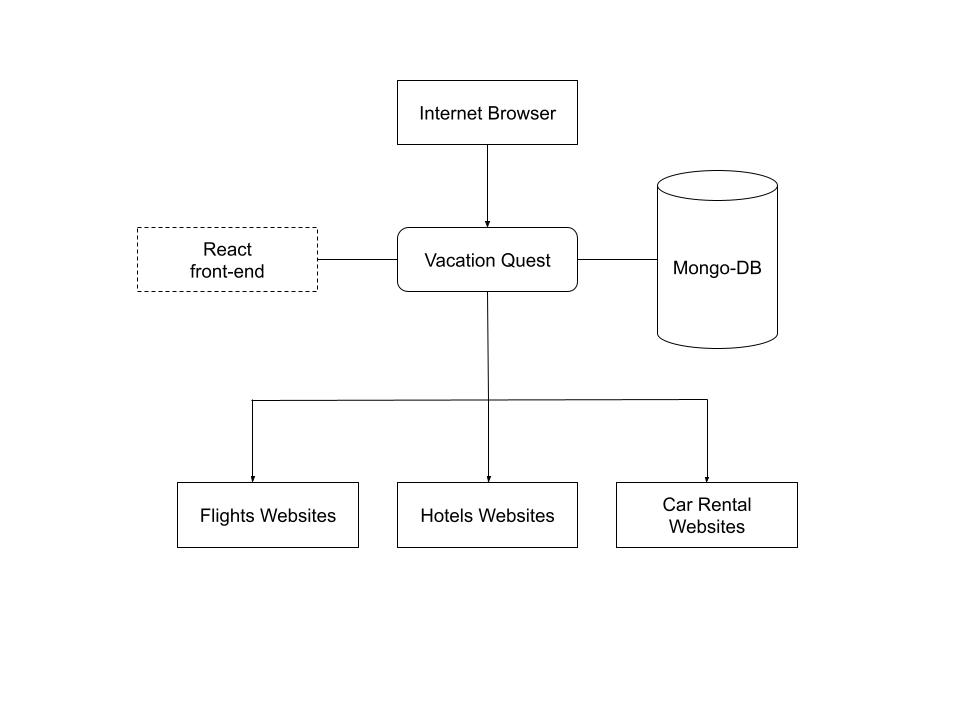 Internet Browser
React
front-end
Vacation Quest
Mongo-DB
Flights Websites
Hotels Websites
Car Rental
Websites